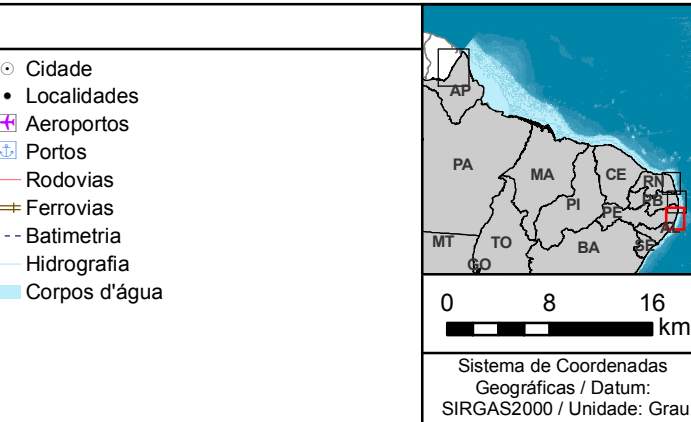 Cidade
Localidades
Aeroportos
Portos
Rodovias
Ferrovias
Batimetria
Hidrografia
Corpos d'água
AP
PA
MA
CE
RN
PB
PI
PE
AL
MT
TO
BA
SE
GO
0 8 16
km
Sistema de Coordenadas
Geográficas / Datum:
SIRGAS2000 / Unidade: Grau